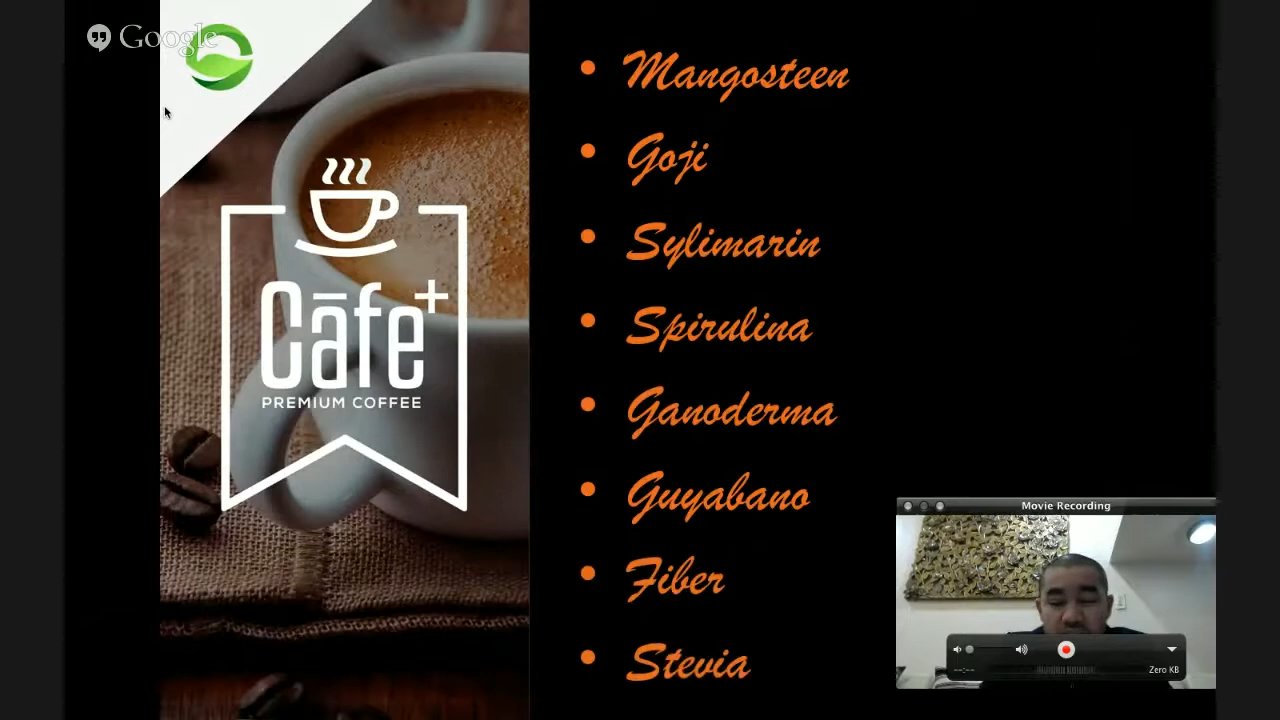 Google
Cāfe+
PREMIUM COFFEE
• Mangosteen
• Goji
• Sylimarin
• Spirulina
• Ganoderma
• Guyabano
• Fiber
• Stevia
Movie Recording
--:--
Zero KB